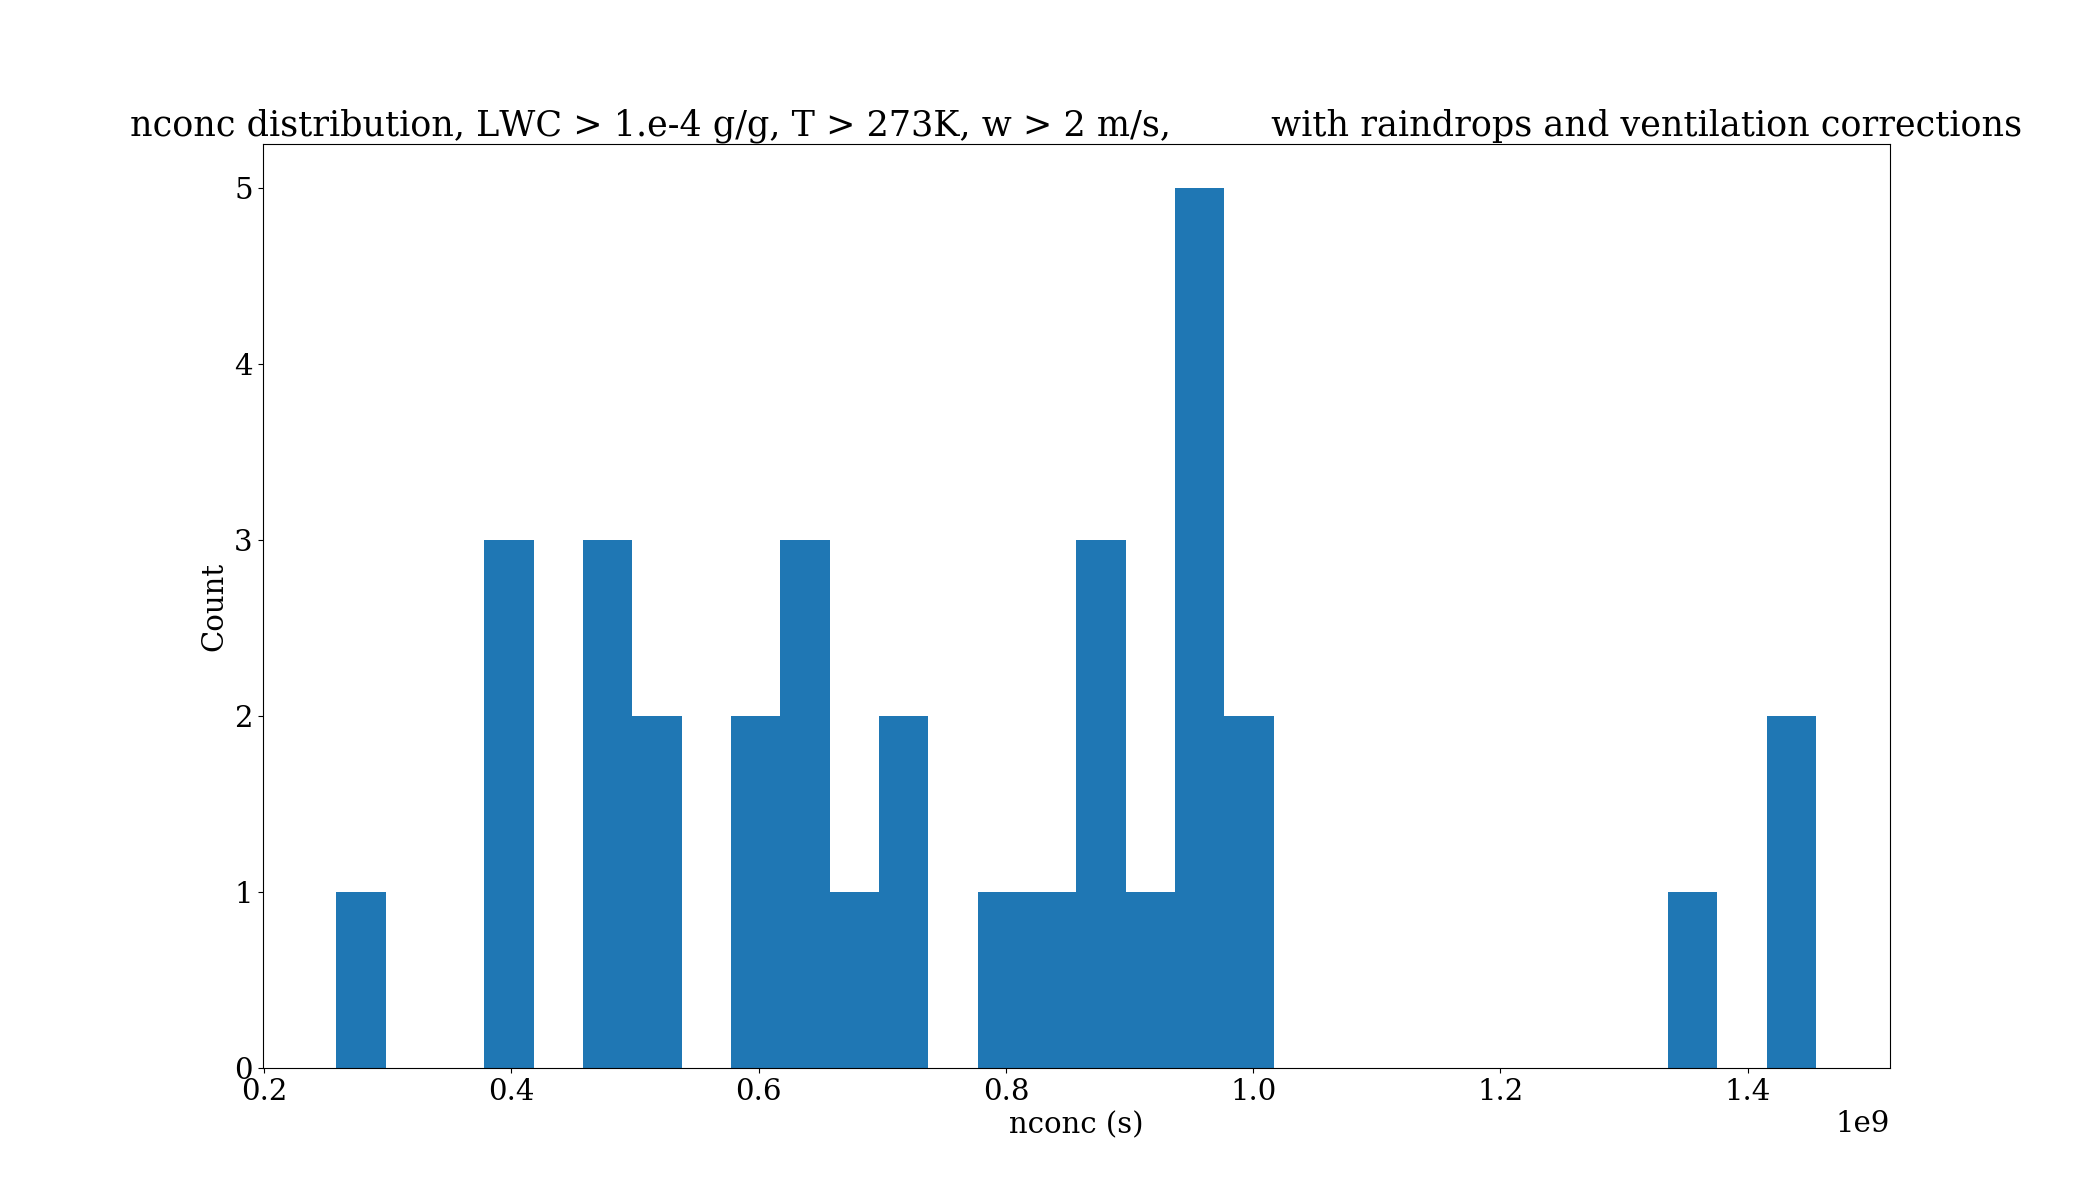 nconc distribution, LWC > 1.e-4 g/g, T > 273K, w > 2 m/s, with raindrops and ventilation corrections
5
4
3
2
1
0
Count
0.2 0.4 0.6 0.8 1.0 1.2 1.4
nconc (s)
1e9